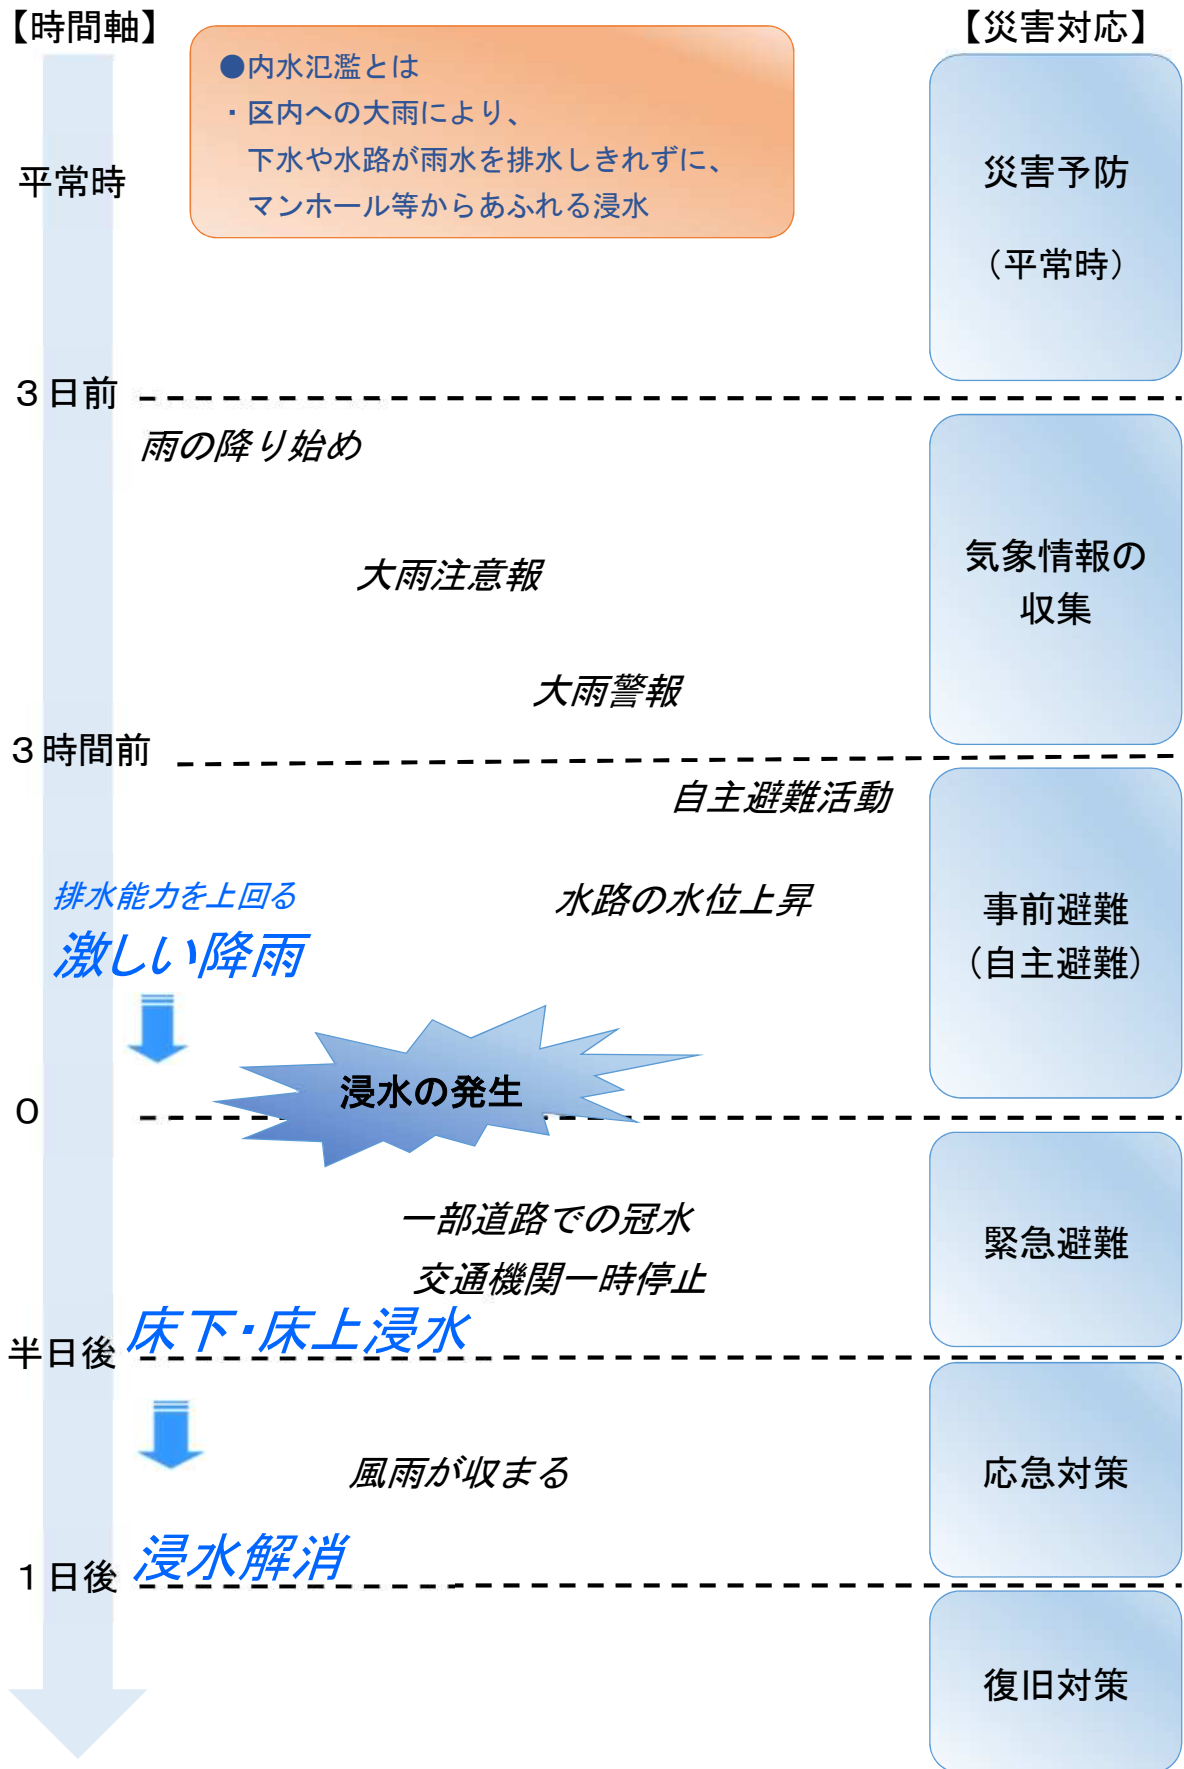 【時間軸】
【災害対応】
●内水氾濫とは
・区内への大雨により、
下水や水路が雨水を排水しきれずに、
マンホール等からあふれる浸水
平常時
災害予防
（平常時）
３日前
雨の降り始め
大雨注意報
大雨警報
気象情報の
収集
３時間前
自主避難活動
排水能力を上回る
激しい降雨
水路の水位上昇
事前避難
（自主避難）
浸水の発生
０
一部道路での冠水
交通機関一時停止
緊急避難
床下・床上浸水
半日後
風雨が収まる
応急対策
浸水解消
１日後
復旧対策